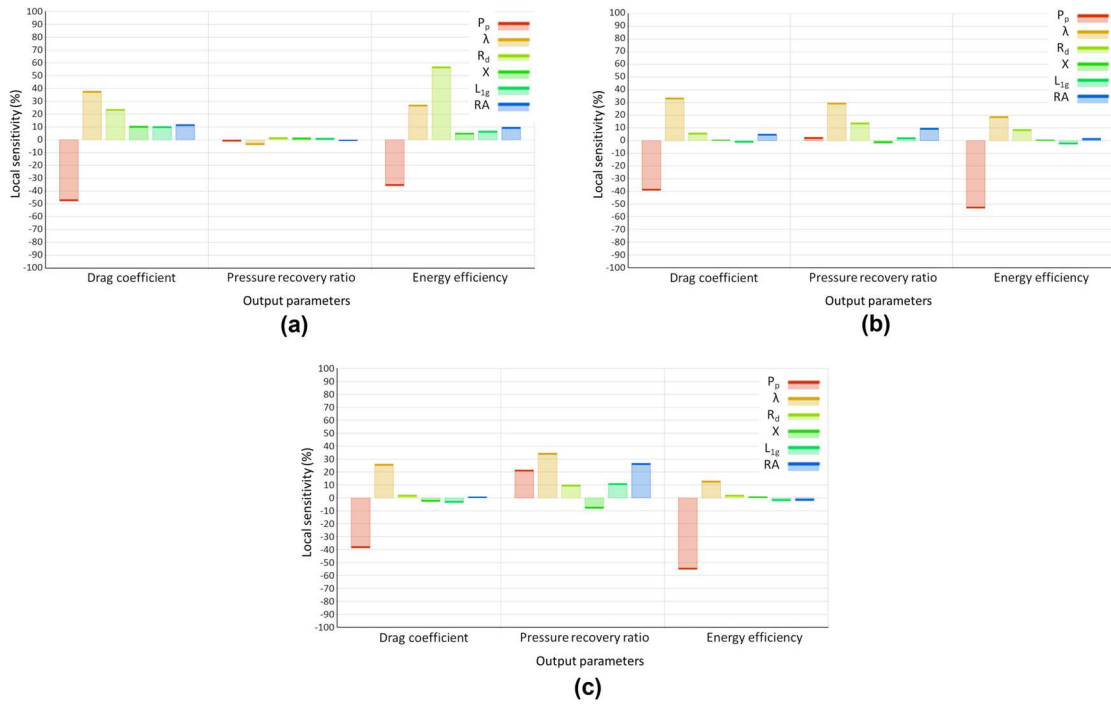 100
90
80
70
60
50
40
30
20
10
0
-10
-20
-30
-40
-50
-60
-70
-80
-90
-100
Local sensitivity (%)
Pp
λ
Rd
X
L1g
RA
Drag coefficient Pressure recovery ratio Energy efficiency
Output parameters
(a)
100
90
80
70
60
50
40
30
20
10
0
-10
-20
-30
-40
-50
-60
-70
-80
-90
-100
Local sensitivity (%)
Pp
λ
Rd
X
L1g
RA
Drag coefficient Pressure recovery ratio Energy efficiency
Output parameters
(b)
100
90
80
70
60
50
40
30
20
10
0
-10
-20
-30
-40
-50
-60
-70
-80
-90
-100
Local sensitivity (%)
Pp
λ
Rd
X
L1g
RA
Drag coefficient Pressure recovery ratio Energy efficiency
Output parameters
(c)